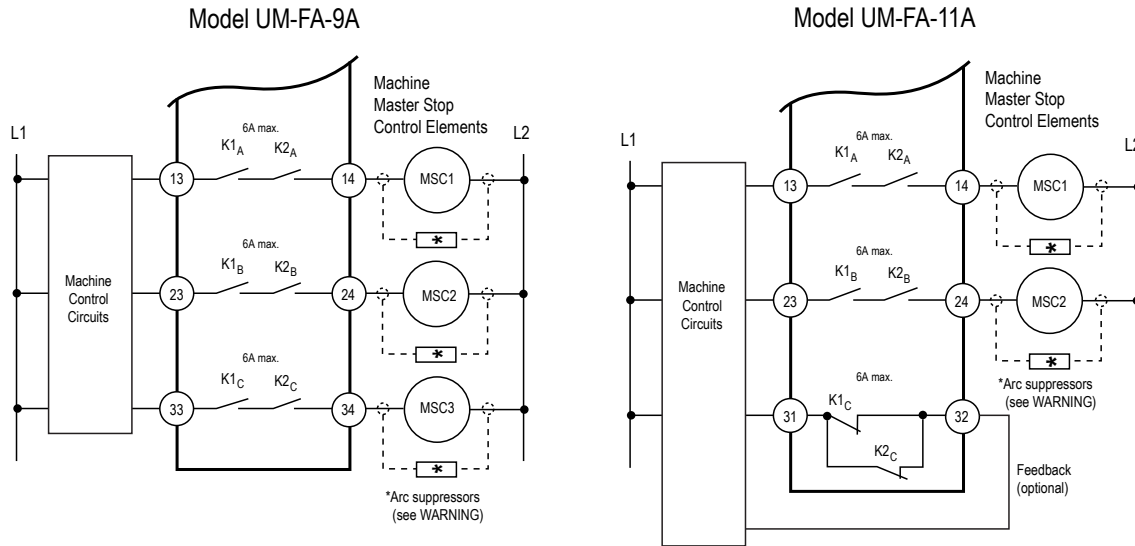 Model UM-FA-9A
Machine
Master Stop
Control Elements
L1
L2
6A max.
K1A K2A
13
14
MSC1
*
6A max.
K1B K2B
Machine
Control
Circuits
23
24
MSC2
*
6A max.
K1C K2C
33
34
MSC3
*
*Arc suppressors
(see WARNING)
Model UM-FA-11A
Machine
Master Stop
Control Elements
L1
L2
6A max.
K1A K2A
13
14
MSC1
*
6A max.
K1B K2B
Machine
Control
Circuits
23
24
MSC2
*
*Arc suppressors
(see WARNING)
6A max.
K1C
31
32
K2C
Feedback
(optional)